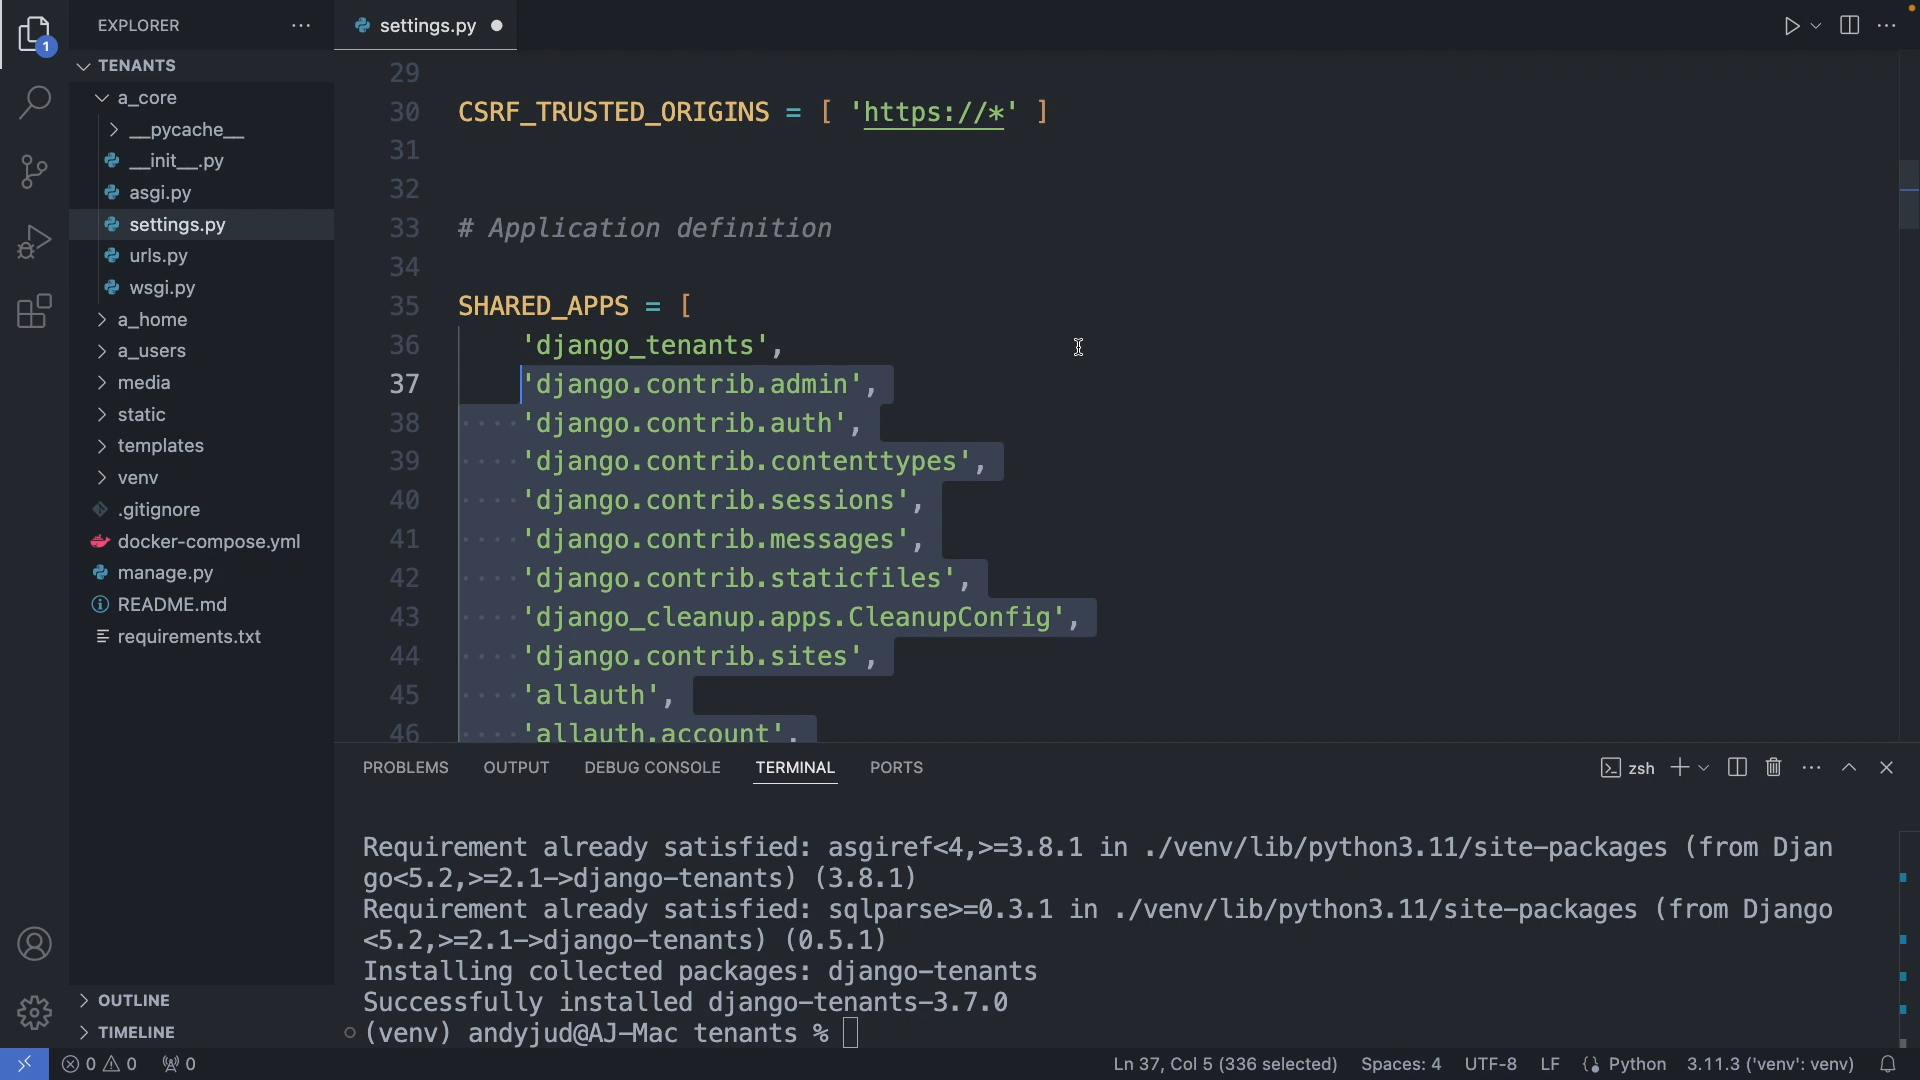 EXPLORER
settings.py
1
TENANTS
a_core
__pycache__
__init__.py
asgi.py
settings.py
urls.py
wsgi.py
a_home
a_users
media
static
templates
venv
.gitignore
docker-compose.yml
manage.py
README.md
requirements.txt
OUTLINE
TIMELINE
29
30 CSRF_TRUSTED_ORIGINS = [ 'https://*' ]
31
32
33 # Application definition
34
35 SHARED_APPS = [
36 'django_tenants',
37 'django.contrib.admin',
38 'django.contrib.auth',
39 'django.contrib.contenttypes',
40 'django.contrib.sessions',
41 'django.contrib.messages',
42 'django.contrib.staticfiles',
43 'django_cleanup.apps.CleanupConfig',
44 'django.contrib.sites',
45 'allauth',
46 'allauth.account',
PROBLEMS OUTPUT DEBUG CONSOLE TERMINAL PORTS
zsh
Requirement already satisfied: asgiref<4,>=3.8.1 in ./venv/lib/python3.11/site-packages (from Djan
go<5.2,>=2.1->django-tenants) (3.8.1)
Requirement already satisfied: sqlparse>=0.3.1 in ./venv/lib/python3.11/site-packages (from Django
<5.2,>=2.1->django-tenants) (0.5.1)
Installing collected packages: django-tenants
Successfully installed django-tenants-3.7.0
(venv) andyjud@AJ-Mac tenants %
0 0 0 Ln 37, Col 5 (336 selected) Spaces: 4 UTF-8 LF Python 3.11.3 ('venv': venv)